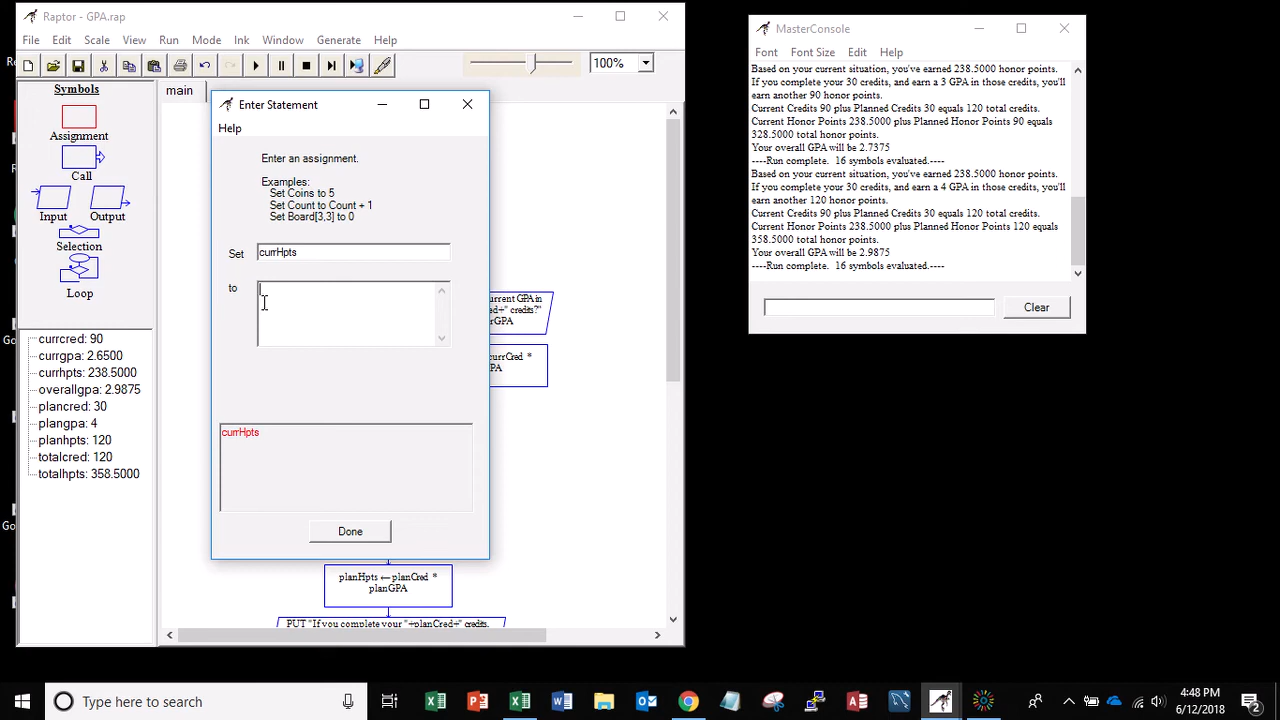 Raptor - GPA.rap
File Edit Scale View Run Mode Ink Window Generate Help
100%
Symbols
Assignment
Call
Input Output
Selection
Loop
currcred: 90
currgpa: 2.6500
currhpts: 238.5000
overallgpa: 2.9875
plancred: 30
plangpa: 4
planhpts: 120
totalcred: 120
totalhpts: 358.5000
main
Enter Statement
Help
Enter an assignment.
Examples:
Set Coins to 5
Set Count to Count + 1
Set Board[3,3] to 0
Set currHpts
to
currHpts
Done
urrent GPA in
ed+" credits?"
rGPA
currCred *
PA
planHpts ← planCred *
planGPA
PUT "If you complete your "+planCred+" credits,
MasterConsole
Font Font Size Edit Help
Based on your current situation, you've earned 238.5000 honor points.
If you complete your 30 credits, and earn a 3 GPA in those credits, you'll
earn another 90 honor points.
Current Credits 90 plus Planned Credits 30 equals 120 total credits.
Current Honor Points 238.5000 plus Planned Honor Points 90 equals
328.5000 total honor points.
Your overall GPA will be 2.7375
----Run complete. 16 symbols evaluated.----
Based on your current situation, you've earned 238.5000 honor points.
If you complete your 30 credits, and earn a 4 GPA in those credits, you'll
earn another 120 honor points.
Current Credits 90 plus Planned Credits 30 equals 120 total credits.
Current Honor Points 238.5000 plus Planned Honor Points 120 equals
358.5000 total honor points.
Your overall GPA will be 2.9875
----Run complete. 16 symbols evaluated.----
Clear
Type here to search
4:48 PM
6/12/2018